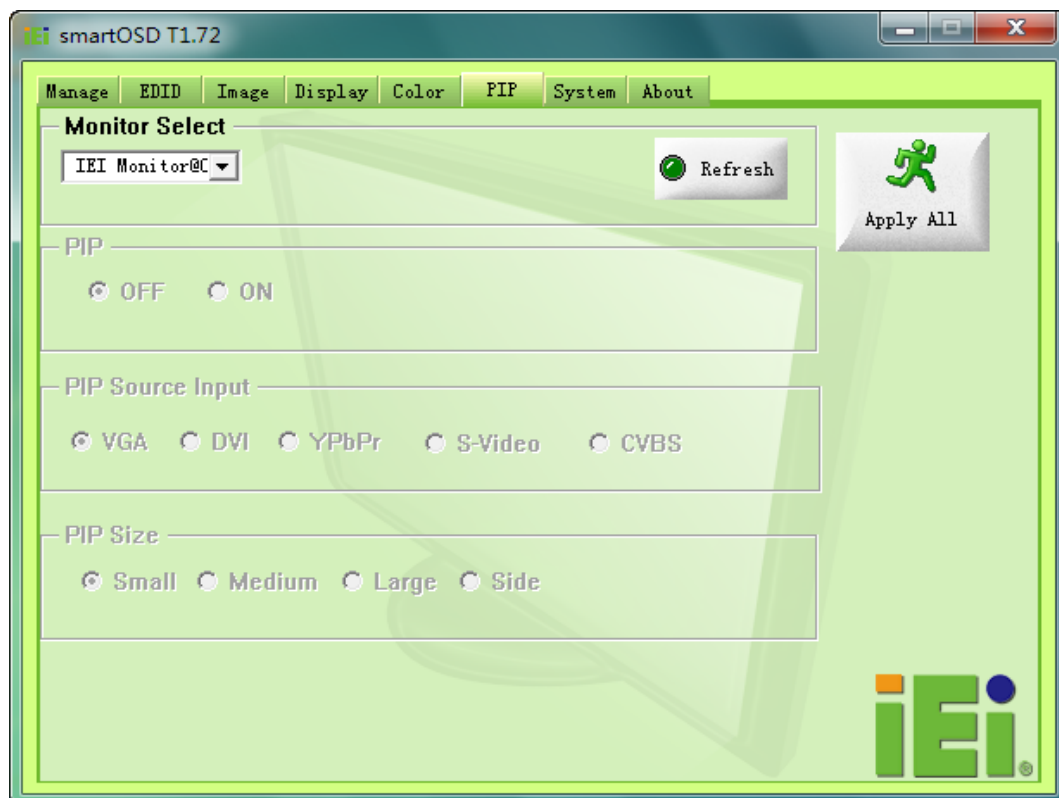 smartOSD T1.72
Manage EDID Image Display Color PIP System About
Monitor Select
IEI Monitor@C
Refresh
Apply All
PIP
OFF ON
PIP Source Input
VGA DVI YPbPr S-Video CVBS
PIP Size
Small Medium Large Side
iEi®